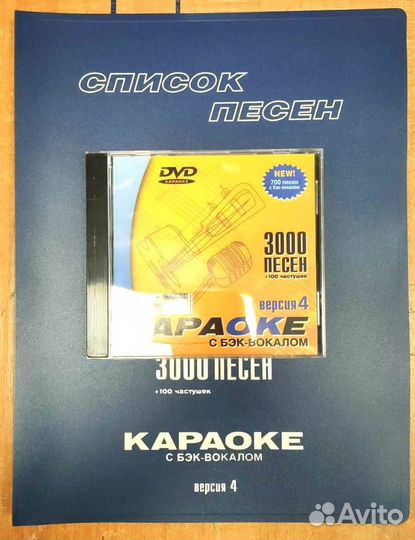 СПИСОК
ПЕСЕН
DVD
КАРАОКЕ
NEW!
700 песен
с бэк-вокалом
3000
ПЕСЕН
+100 частушек
версия 4
АРАОКЕ
С БЭК-ВОКАЛОМ
3000 ПЕСЕН
+100 частушек
КАРАОКЕ
С БЭК-ВОКАЛОМ
версия 4
Avito